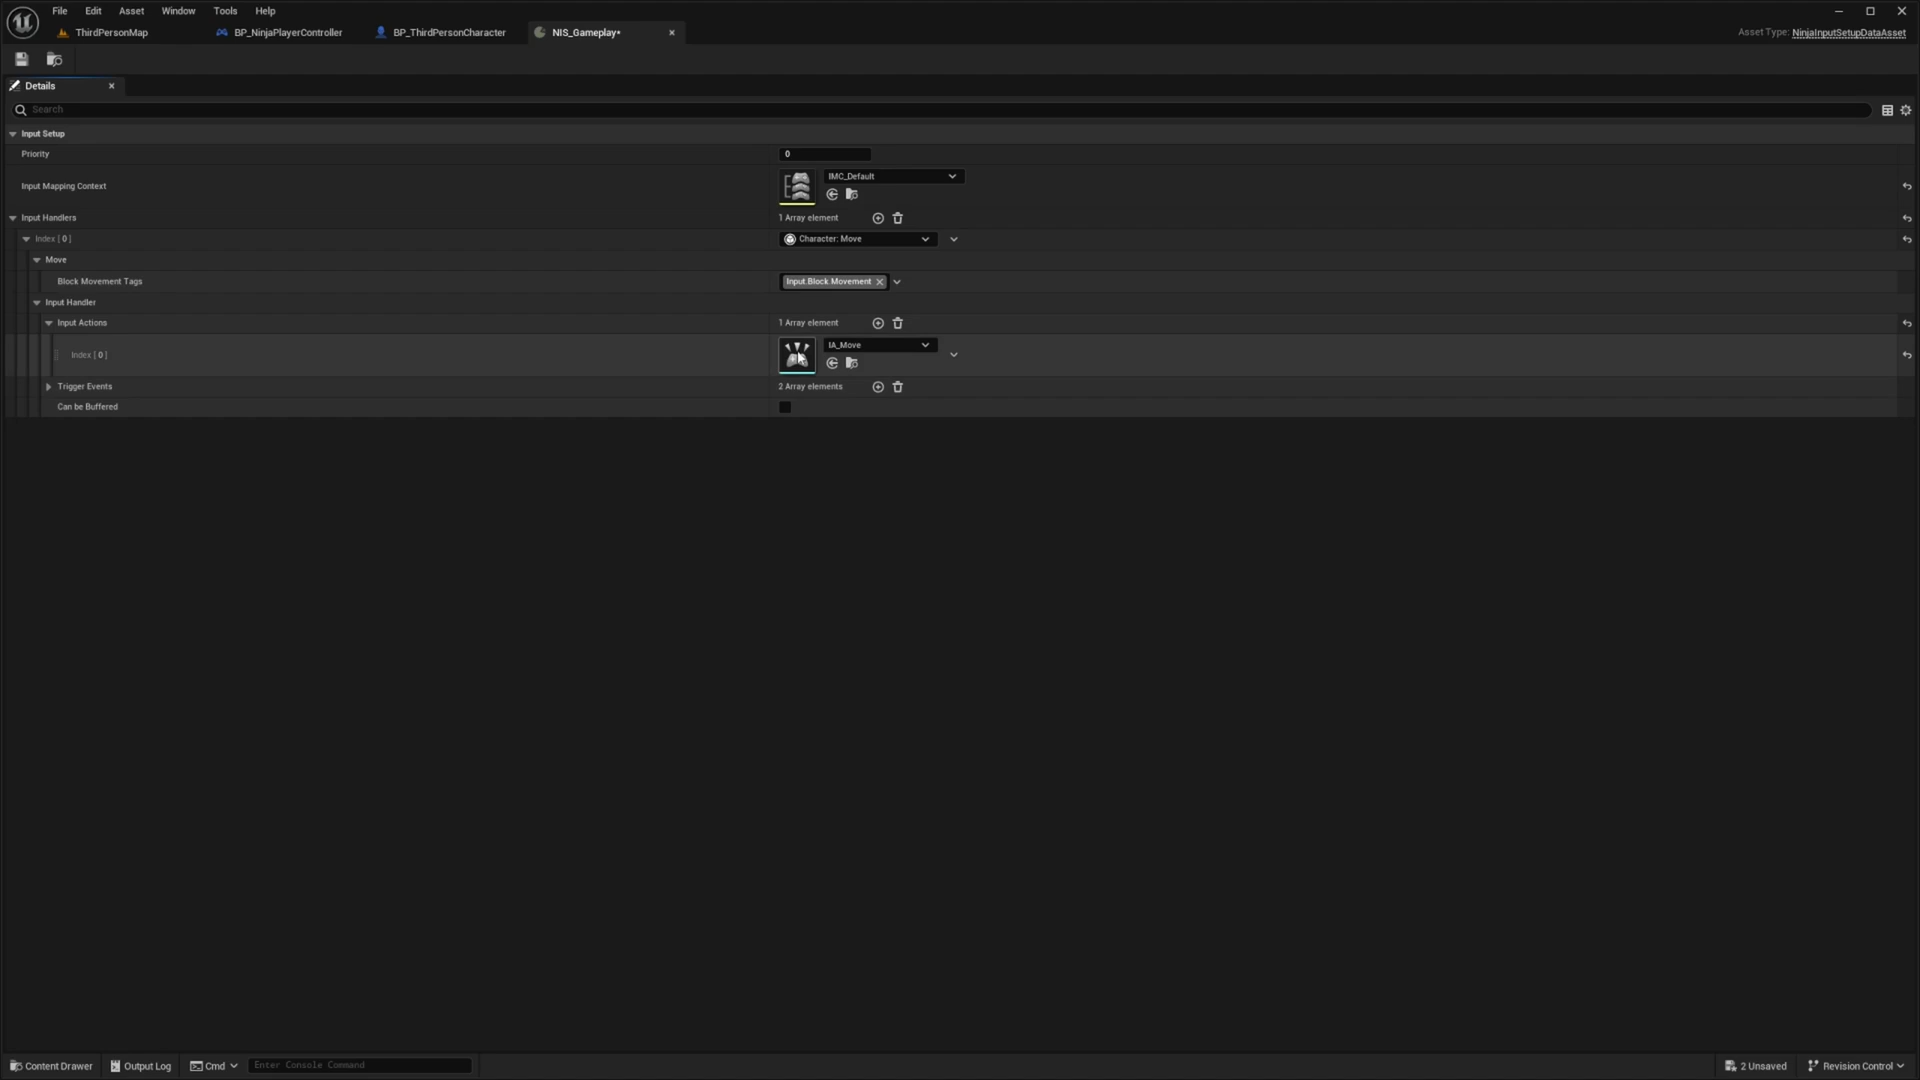 File Edit Asset Window Tools Help
ThirdPersonMap BP_NinjaPlayerController BP_ThirdPersonCharacter NIS_Gameplay* Asset Type: NinjaInputSetupDataAsset
Details
Search
Input Setup
Priority 0
Input Mapping Context IMC_Default
Input Handlers 1 Array element
Index [ 0 ] Character: Move
Move
Block Movement Tags Input.Block.Movement
Input Handler
Input Actions 1 Array element
Index [ 0 ] IA_Move
Trigger Events 2 Array elements
Can be Buffered
Content Drawer Output Log Cmd Enter Console Command 2 Unsaved Revision Control